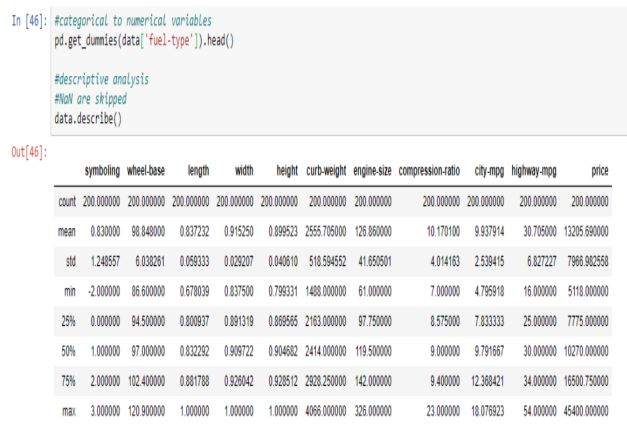 In [46]: #categorical to numerical variables
pd.get_dummies(data['fuel-type']).head()
#descriptive analysis
#NaN are skipped
data.describe()
Out[46]:
symboling wheel-base length width height curb-weight engine-size compression-ratio city-mpg highway-mpg price
count 200.000000 200.000000 200.000000 200.000000 200.000000 200.000000 200.000000 200.000000 200.000000 200.000000 200.000000
mean 0.830000 98.848000 0.837232 0.915250 0.899523 2555.705000 126.860000 10.170100 9.937914 30.705000 13205.690000
std 1.248557 6.038261 0.059333 0.029207 0.040610 518.594552 41.650501 4.014163 2.539415 6.827227 7966.982558
min -2.000000 86.600000 0.678039 0.837500 0.799331 1488.000000 61.000000 7.000000 4.795918 16.000000 5118.000000
25% 0.000000 94.500000 0.800937 0.891319 0.869565 2163.000000 97.750000 8.575000 7.833333 25.000000 7775.000000
50% 1.000000 97.000000 0.832292 0.909722 0.904682 2414.000000 119.500000 9.000000 9.791667 30.000000 10270.000000
75% 2.000000 102.400000 0.881788 0.926042 0.928512 2928.250000 142.000000 9.400000 12.368421 34.000000 16500.750000
max 3.000000 120.900000 1.000000 1.000000 1.000000 4066.000000 326.000000 23.000000 18.076923 54.000000 45400.000000